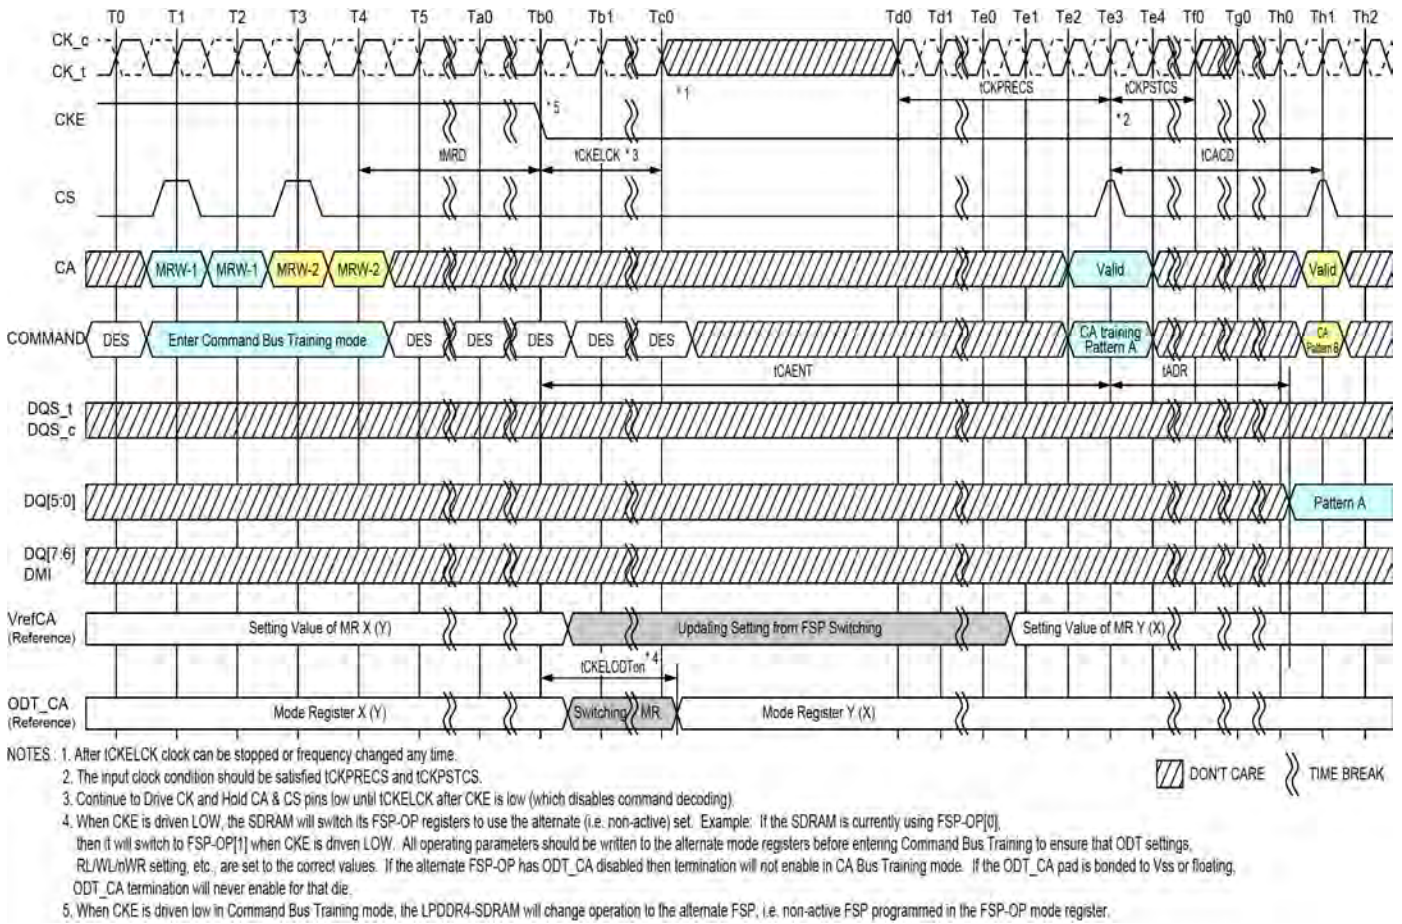 T0 T1 T2 T3 T4 T5 Ta0 Tb0 Tb1 Tc0 Td0 Td1 Te0 Te1 Te2 Te3 Te4 Tf0 Tg0 Th0 Th1 Th2
CK_c
CK_t
*1 tCKPRECS tCKPSTCS
CKE *5 *2
tMRD tCKELCK *3 tCACD
CS
CA MRW-1 MRW-1 MRW-2 MRW-2 Valid Valid
COMMAND DES Enter Command Bus Training mode DES DES DES DES DES CA training Pattern A CA Pattern B
tCAENT tADR
DQS_t
DQS_c
DQ[5:0] Pattern A
DQ[7:6]
DMI
VrefCA
(Reference) Setting Value of MR X (Y) Updating Setting from FSP Switching Setting Value of MR Y (X)
tCKELODTon *4
ODT_CA
(Reference) Mode Register X (Y) Switching MR Mode Register Y (X)
NOTES : 1. After tCKELCK clock can be stopped or frequency changed any time.
2. The input clock condition should be satisfied tCKPRECS and tCKPSTCS.
3. Continue to Drive CK and Hold CA & CS pins low until tCKELCK after CKE is low (which disables command decoding).
4. When CKE is driven LOW, the SDRAM will switch its FSP-OP registers to use the alternate (i.e. non-active) set. Example: If the SDRAM is currently using FSP-OP[0],
then it will switch to FSP-OP[1] when CKE is driven LOW. All operating parameters should be written to the alternate mode registers before entering Command Bus Training to ensure that ODT settings,
RL/WL/nWR setting, etc., are set to the correct values. If the alternate FSP-OP has ODT_CA disabled then termination will not enable in CA Bus Training mode. If the ODT_CA pad is bonded to Vss or floating,
ODT_CA termination will never enable for that die.
5, When CKE is driven low in Command Bus Training mode, the LPDDR4-SDRAM will change operation to the alternate FSP, i.e. non-active FSP programmed in the FSP-OP mode register.
DON'T CARE TIME BREAK